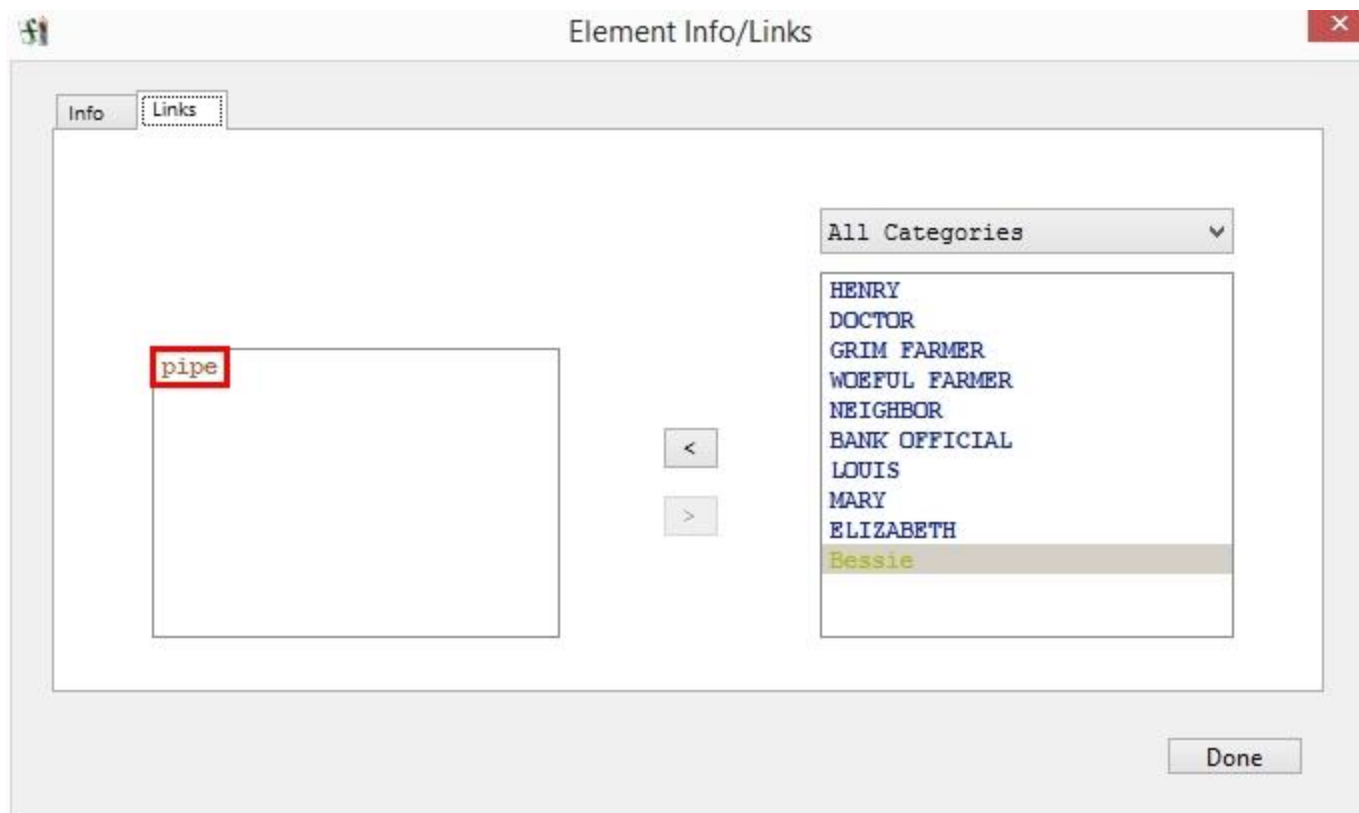 Element Info/Links
Info
Links
All Categories
HENRY
DOCTOR
GRIM FARMER
WOEFUL FARMER
NEIGHBOR
BANK OFFICIAL
LOUIS
MARY
ELIZABETH
Bessie
pipe
<
>
Done